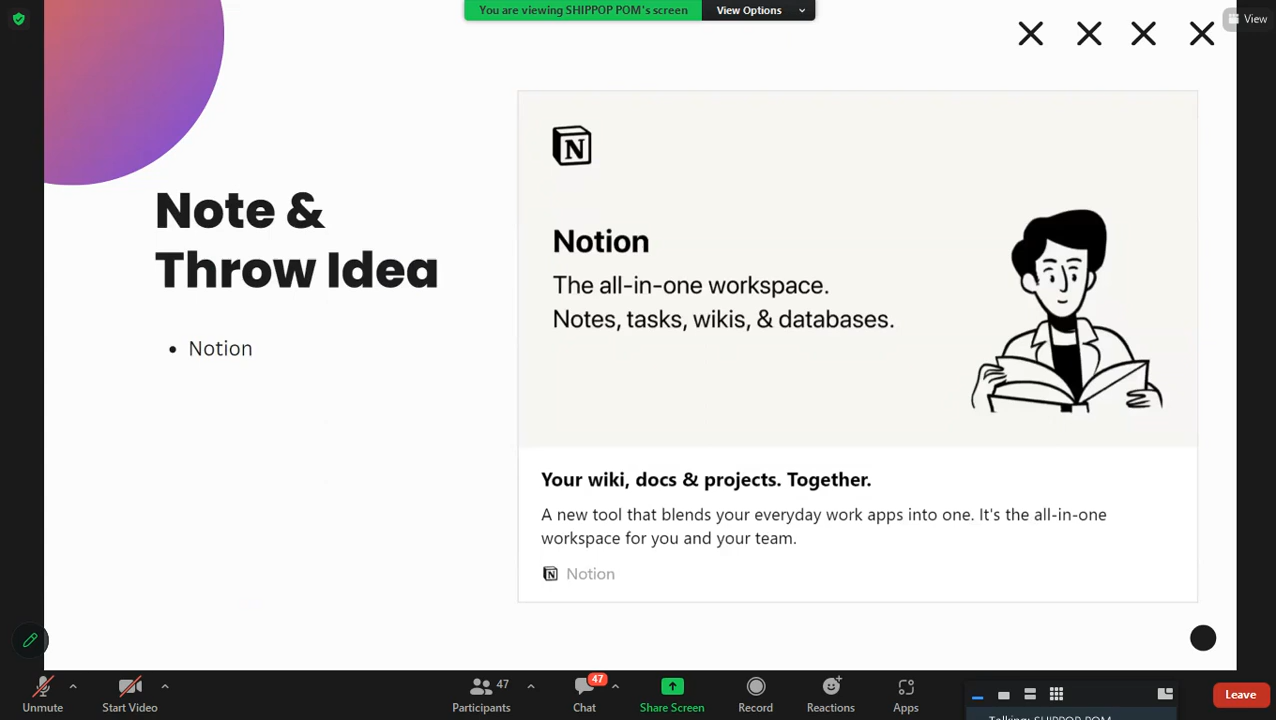 You are viewing SHIPPOP POM's screen
View Options
View
Note &
Throw Idea
• Notion
N
Notion
The all-in-one workspace.
Notes, tasks, wikis, & databases.
Your wiki, docs & projects. Together.
A new tool that blends your everyday work apps into one. It's the all-in-one
workspace for you and your team.
N Notion
Unmute
Start Video
47
Participants
47
Chat
Share Screen
Record
Reactions
Apps
Talking: SHIPPOP POM
Leave